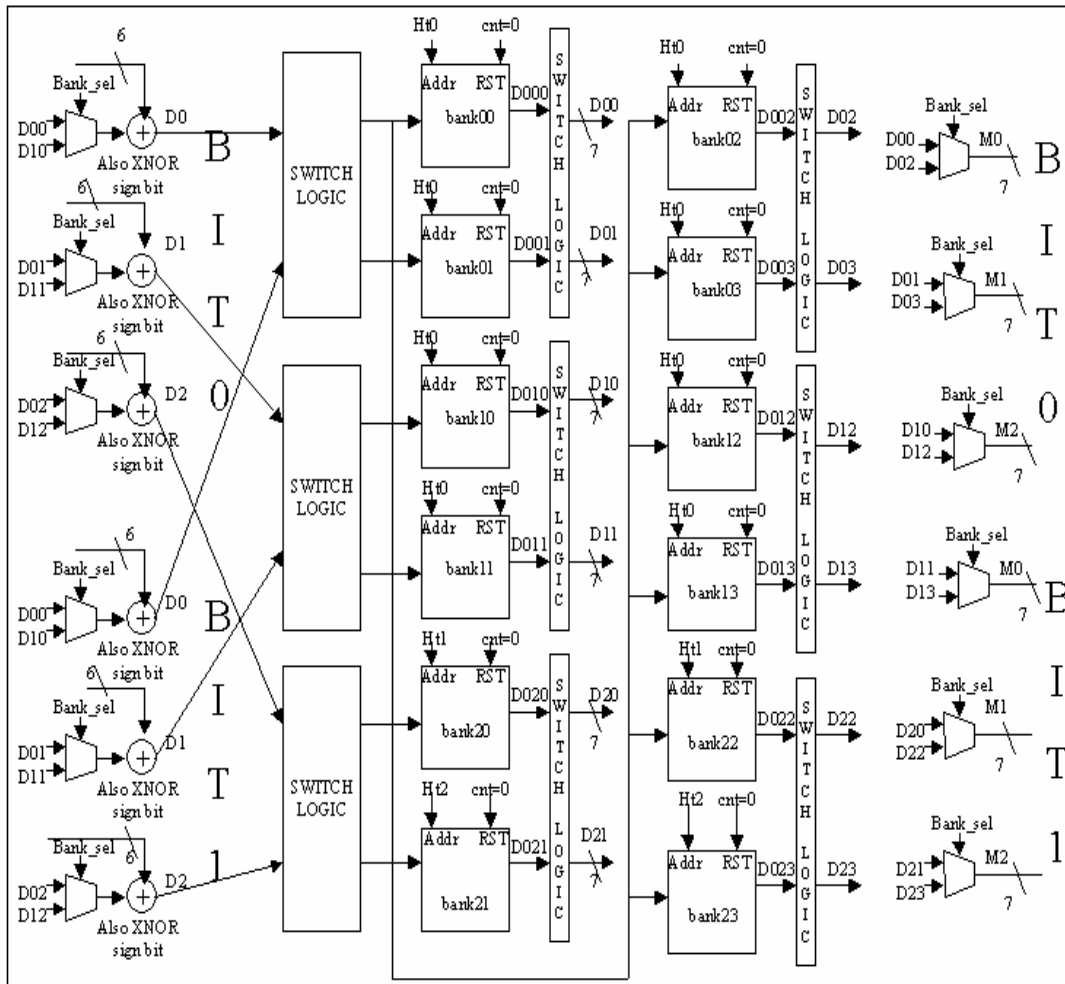 6
Bank_sel
D00
D10
D0
Also XNOR
sign bit
6
Bank_sel
D01
D11
D1
Also XNOR
sign bit
6
Bank_sel
D02
D12
D2
Also XNOR
sign bit
B
I
T
0
6
Bank_sel
D00
D10
D0
Also XNOR
sign bit
6
Bank_sel
D01
D11
D1
Also XNOR
sign bit
6
Bank_sel
D02
D12
D2
Also XNOR
sign bit
B
I
T
1
SWITCH
LOGIC
SWITCH
LOGIC
SWITCH
LOGIC
Ht0 cnt=0
Addr RST
bank00
D000
Ht0 cnt=0
Addr RST
bank01
D001
SWITCH LOGIC
D00
7
D01
7
Ht0 cnt=0
Addr RST
bank10
D010
Ht0 cnt=0
Addr RST
bank11
D011
SWITCH LOGIC
D10
7
D11
7
Ht1 cnt=0
Addr RST
bank20
D020
Ht2 cnt=0
Addr RST
bank21
D021
SWITCH LOGIC
D20
7
D21
7
Ht0 cnt=0
Addr RST
bank02
D002
Ht0 cnt=0
Addr RST
bank03
D003
SWITCH LOGIC
D02
D03
Ht0 cnt=0
Addr RST
bank12
D012
Ht0 cnt=0
Addr RST
bank13
D013
SWITCH LOGIC
D12
D13
Ht1 cnt=0
Addr RST
bank22
D022
Ht2 cnt=0
Addr RST
bank23
D023
SWITCH LOGIC
D22
D23
Bank_sel
D00
D02
M0
7
Bank_sel
D01
D03
M1
7
Bank_sel
D10
D12
M2
7
B
I
T
0
Bank_sel
D11
D13
M0
7
Bank_sel
D20
D22
M1
7
Bank_sel
D21
D23
M2
7
B
I
T
1